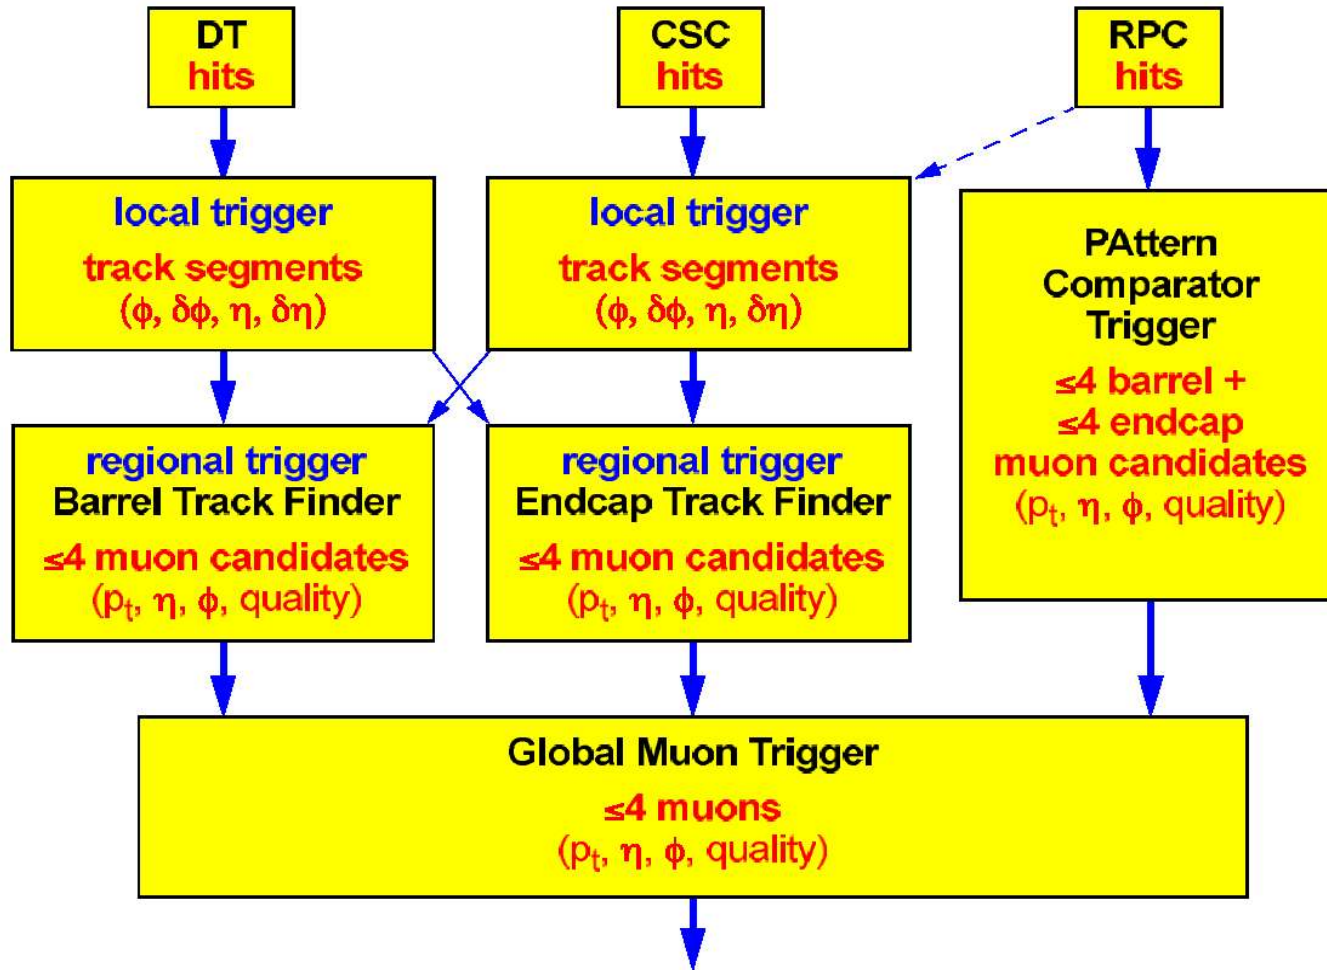 DT
hits
CSC
hits
RPC
hits
local trigger
track segments
(ϕ, δϕ, η, δη)
local trigger
track segments
(ϕ, δϕ, η, δη)
PAttern
Comparator
Trigger
≤4 barrel +
≤4 endcap
muon candidates
(pt, η, ϕ, quality)
regional trigger
Barrel Track Finder
≤4 muon candidates
(pt, η, ϕ, quality)
regional trigger
Endcap Track Finder
≤4 muon candidates
(pt, η, ϕ, quality)
Global Muon Trigger
≤4 muons
(pt, η, ϕ, quality)